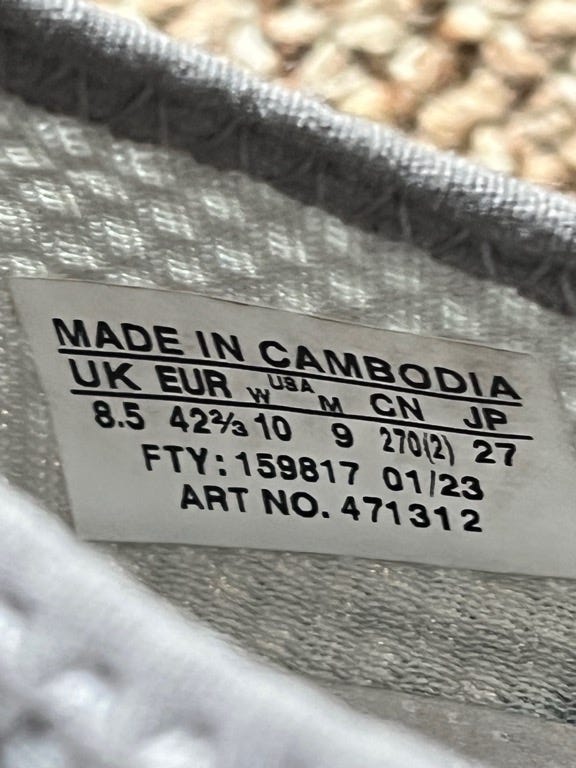 MADE IN CAMBODIA
UK EUR W USA M CN JP
8.5 42⅔ 10 9 270(2) 27
FTY: 159817 01/23
ART NO. 471312